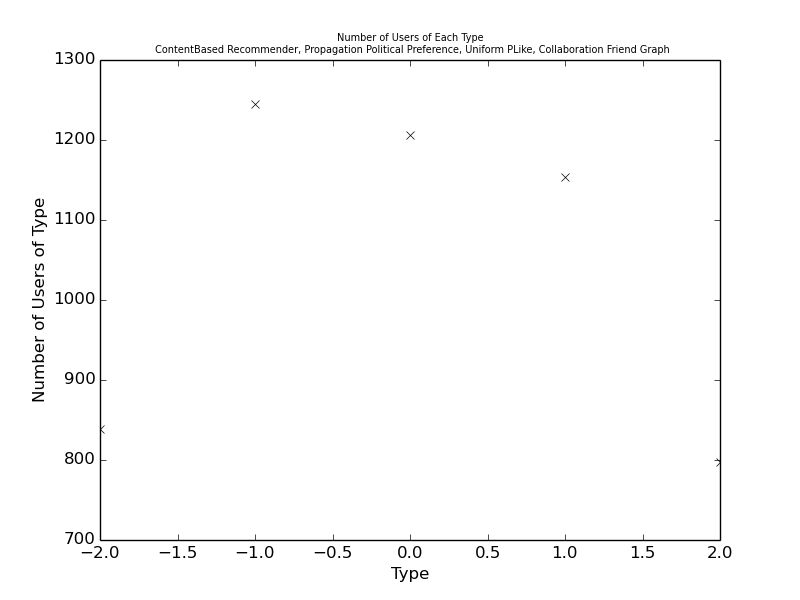 Number of Users of Each Type
ContentBased Recommender, Propagation Political Preference, Uniform PLike, Collaboration Friend Graph
1300
1200
1100
1000
900
800
700
Number of Users of Type
−2.0 −1.5 −1.0 −0.5 0.0 0.5 1.0 1.5 2.0
Type